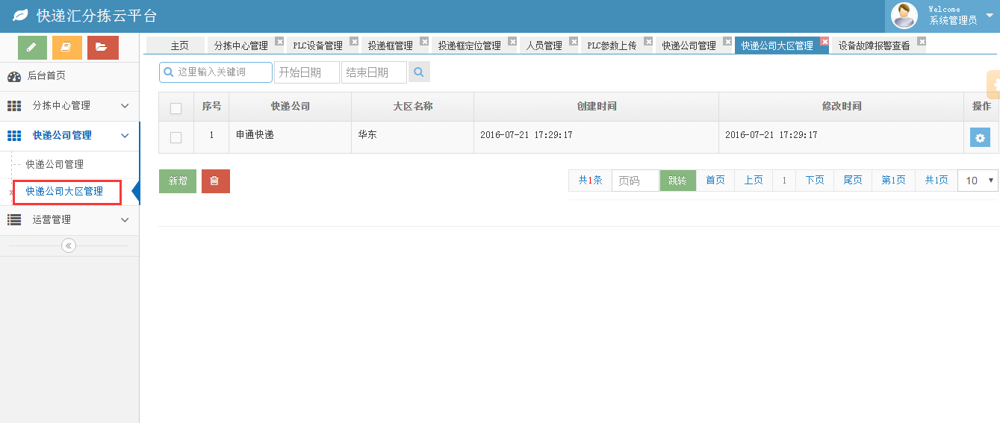 快递汇分拣云平台
Welcome
系统管理员
主页 分拣中心管理 PLC设备管理 投递框管理 投递框定位管理 人员管理 PLC参数上传 快递公司管理 快递公司大区管理 设备故障报警查看
后台首页
分拣中心管理
快递公司管理
快递公司管理
快递公司大区管理
运营管理
这里输入关键词 开始日期 结束日期
序号 快递公司 大区名称 创建时间 修改时间 操作
1 申通快递 华东 2016-07-21 17:29:17 2016-07-21 17:29:17
新增 共1条 页码 跳转 首页 上页 1 下页 尾页 第1页 共1页 10